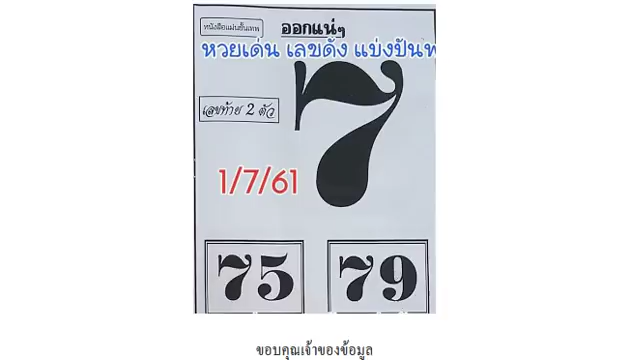 หนังสือแม่นขั้นเทพ
ออกแน่ๆ
หวยเด่น เลขดัง แบ่งปัน
7
เลขท้าย 2 ตัว
1/7/61
75
79
ขอบคุณเจ้าของข้อมูล